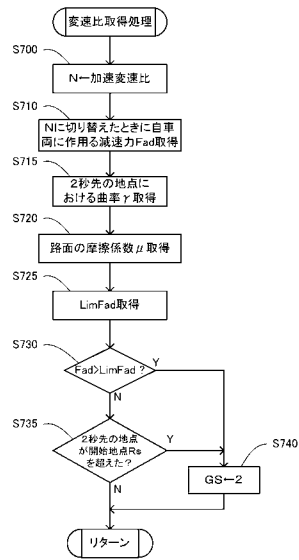 変速比取得処理
S700
N←加速変速比
S710
Nに切り替えたときに自車
両に作用る減速力Fad取得
S715
2秒先の地点に
おける曲率γ取得
S720
路面の摩擦係数μ取得
S725
LimFad取得
S730
Fad>LimFad?
Y
N
S735
2秒先の地点
が開始地点Rs
を超えた?
Y
S740
GS←2
N
リターン